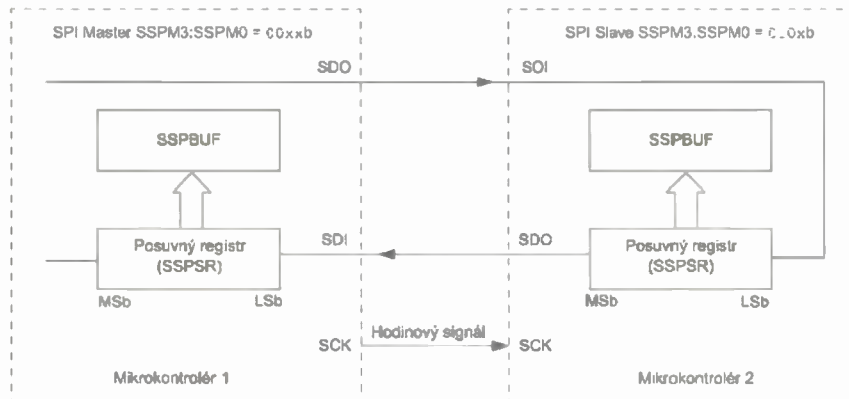 SPI Master SSPM3:SSPM0 = 00xxb
SPI Slave SSPM3.SSPM0 =
SDO
SOI
SSPBUF
SSPBUF
Posuvný registr
(SSPSR)
SDI
SDO
Posuvný registr
(SSPSR)
MSb
LSb
MSb
LSb
SCK
Hodinový signál
SCK
Mikrokontrolér 1
Mikrokontrolér 2